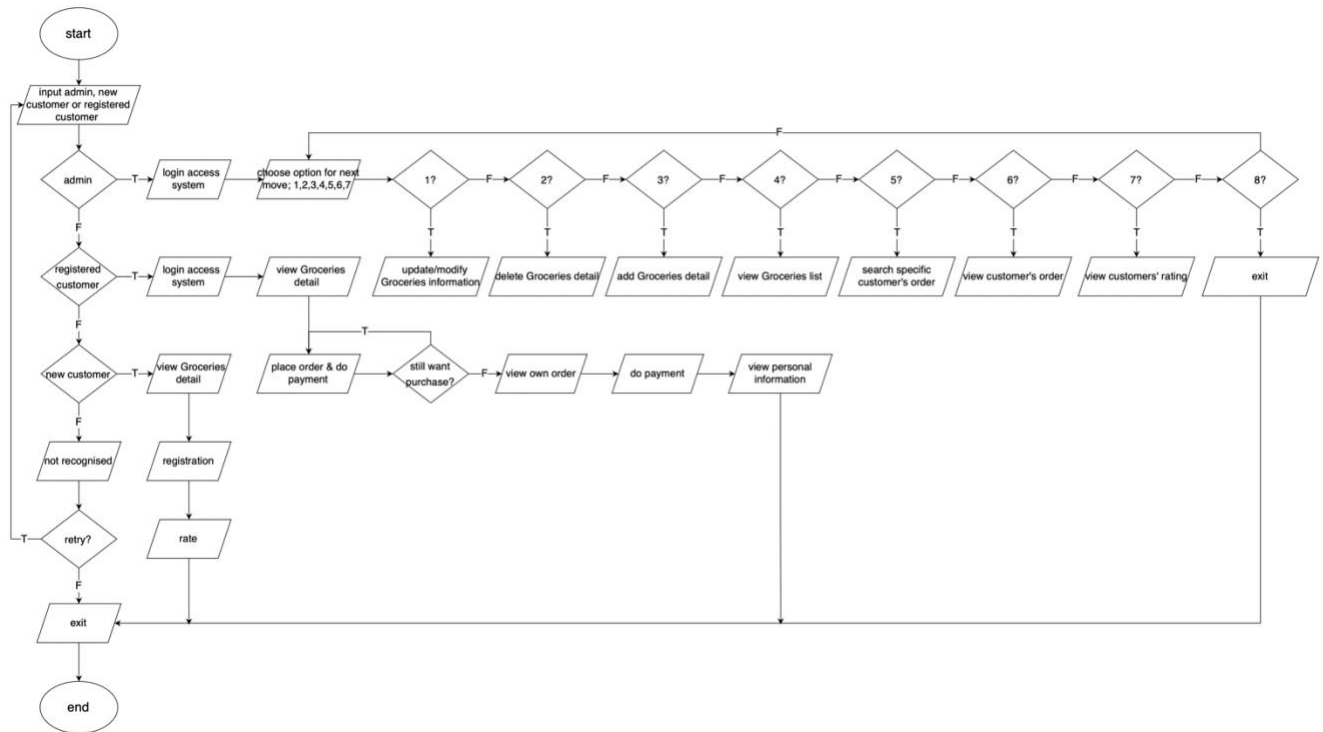 start
input admin, new
customer or registered
customer
F
admin
T
login access
system
choose option for next
move; 1,2,3,4,5,6,7
1?
F
2?
F
3?
F
4?
F
5?
F
6?
F
7?
F
8?
F
T
T
T
T
T
T
T
T
registered
customer
T
login access
system
view Groceries
detail
update/modify
Groceries information
delete Groceries detail
add Groceries detail
view Groceries list
search specific
customer's order
view customer's order
view customers' rating
exit
F
T
new customer
T
view Groceries
detail
place order & do
payment
still want
purchase?
F
view own order
do payment
view personal
information
F
not recognised
registration
T
retry?
rate
F
exit
end